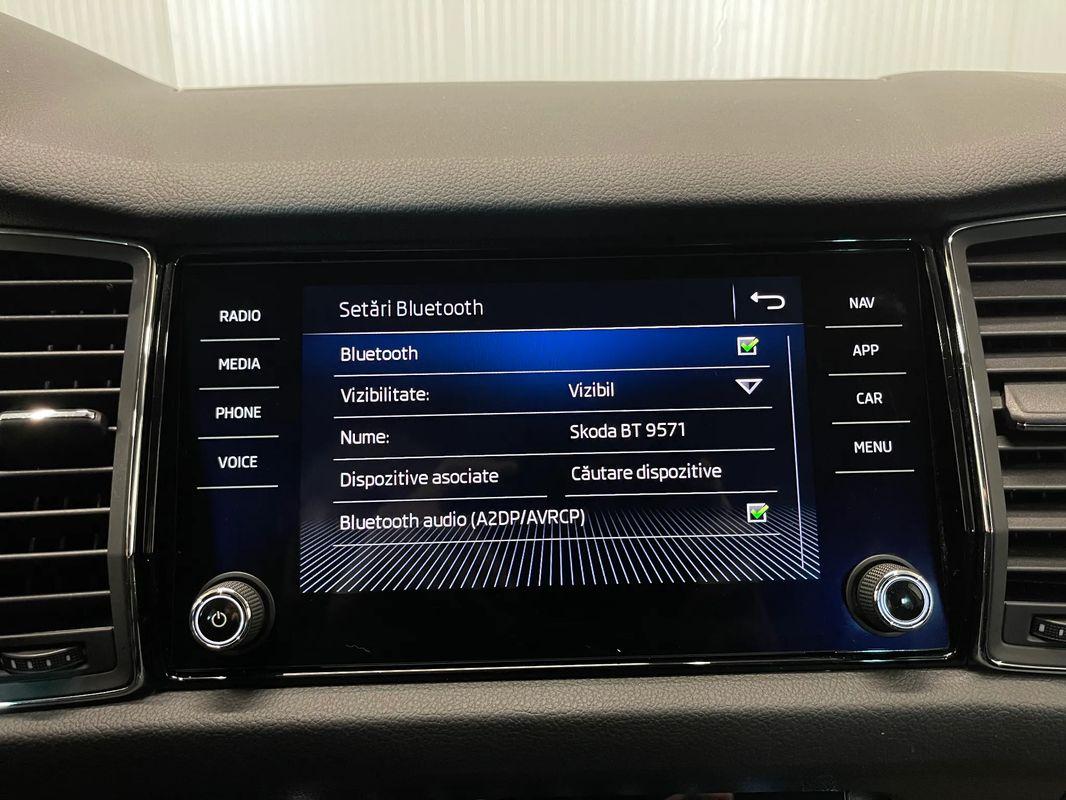 RADIO
MEDIA
PHONE
VOICE
Setări Bluetooth
Bluetooth
Vizibilitate: Vizibil
Nume: Skoda BT 9571
Dispozitive asociate Căutare dispozitive
Bluetooth audio (A2DP/AVRCP)
NAV
APP
CAR
MENU